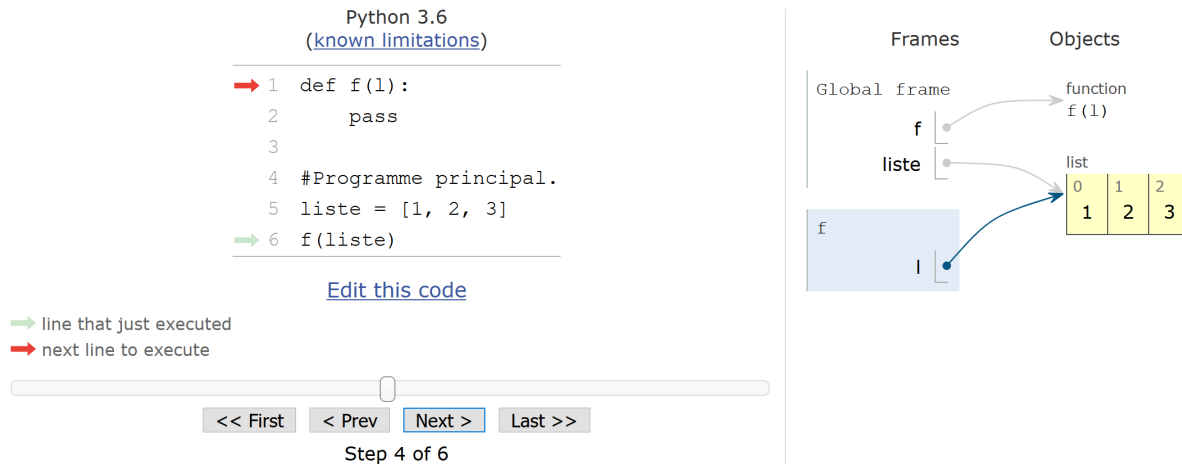 Python 3.6
(known limitations)
1 def f(l):
2 pass
3
4 #Programme principal.
5 liste = [1, 2, 3]
6 f(liste)
Edit this code
line that just executed
next line to execute
<< First < Prev Next > Last >>
Step 4 of 6
Frames Objects
Global frame
f
liste
function
f(l)
list
0 1 2
1 2 3
f
l